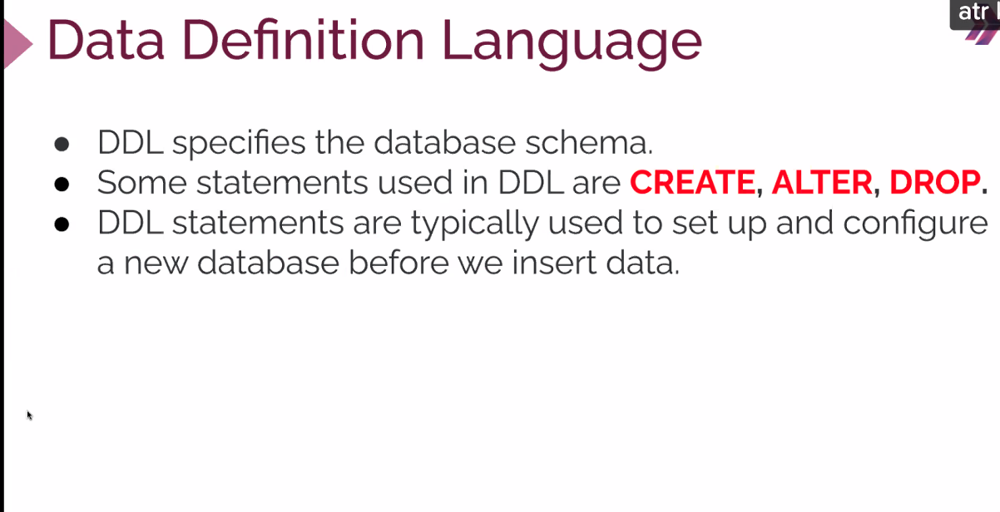 atr
Data Definition Language
● DDL specifies the database schema.
● Some statements used in DDL are CREATE, ALTER, DROP.
● DDL statements are typically used to set up and configure
a new database before we insert data.